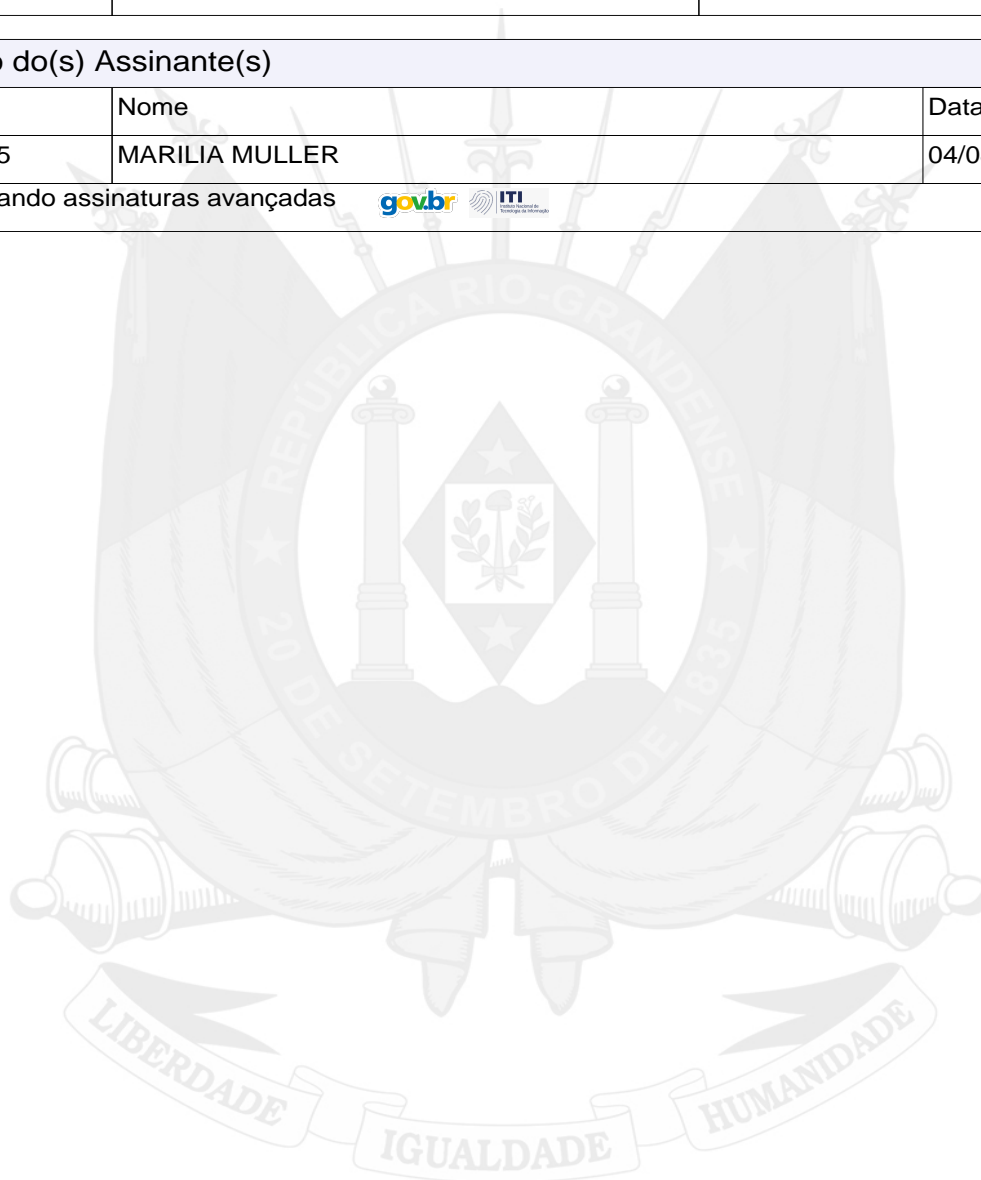 o do(s) Assinante(s)
Nome Data
5 MARILIA MULLER 04/0
ando assinaturas avançadas gov.br ITI
REPÚBLICA RIO-GRANDENSE
20 DE SETEMBRO DE 1835
LIBERDADE IGUALDADE HUMANIDADE